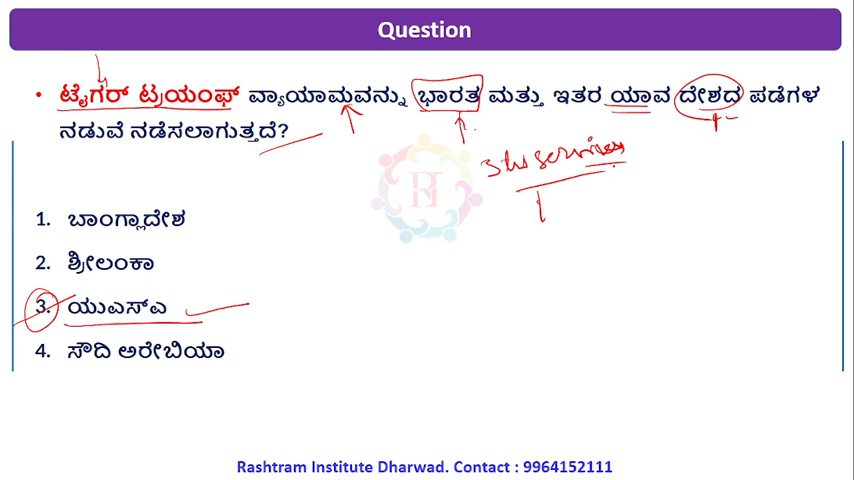 Question
• ಟೈಗರ್ ಟ್ರಯಂಫ್ ವ್ಯಾಯಾಮವನ್ನು ಭಾರತ ಮತ್ತು ಇತರ ಯಾವ ದೇಶದ ಪಡೆಗಳ
ನಡುವೆ ನಡೆಸಲಾಗುತ್ತದೆ?
services
1. ಬಾಂಗ್ಲಾದೇಶ
2. ಶ್ರೀಲಂಕಾ
3. ಯುಎಸ್ಎ
4. ಸೌದಿ ಅರೇಬಿಯಾ
Rashtram Institute Dharwad. Contact : 9964152111